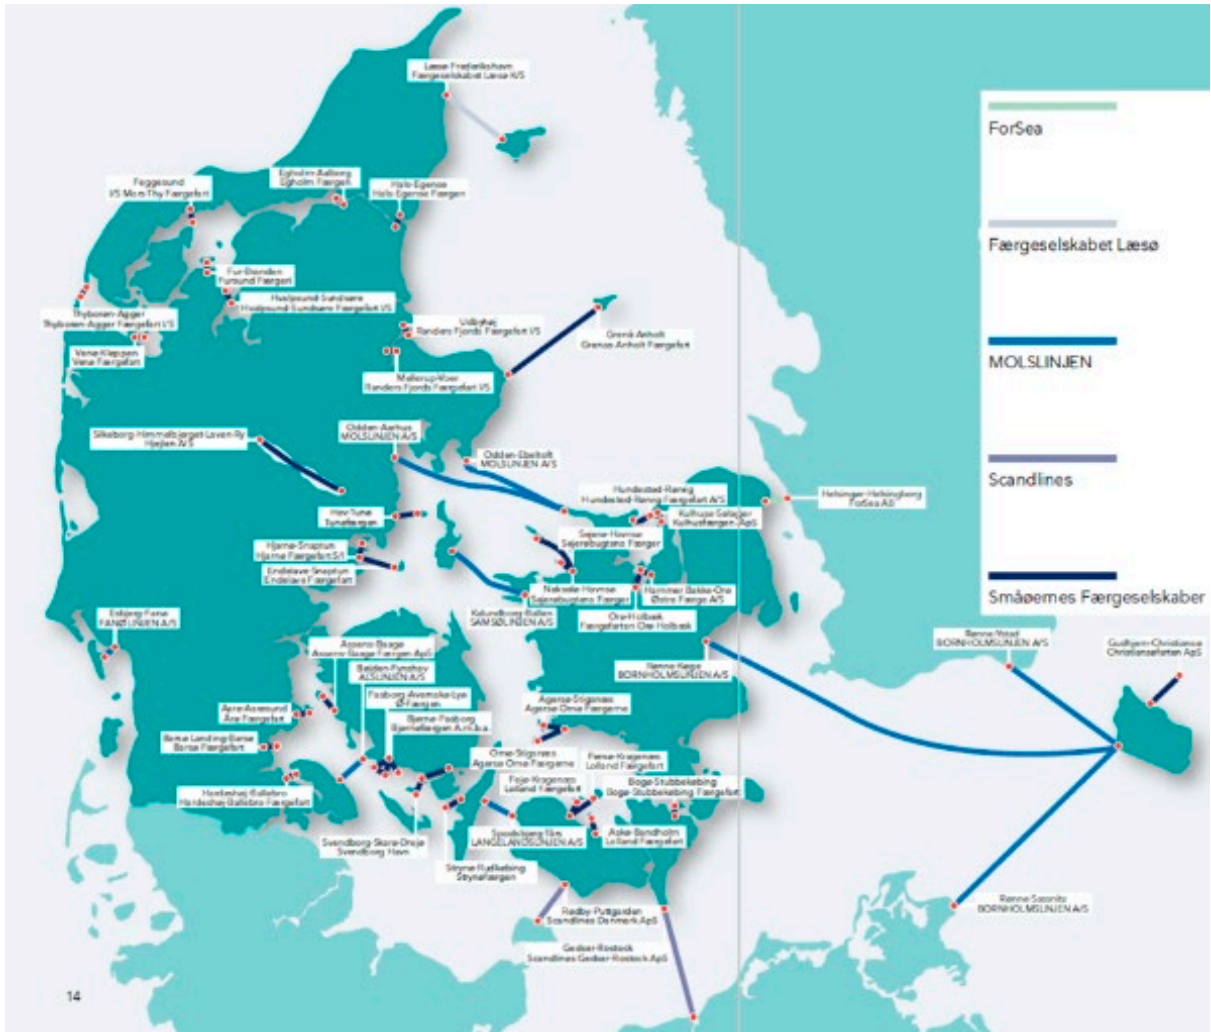 Læsø-Frederikshavn
Færgeselskabet Læsø K/S
Feggesund
I/S Mors-Thy Færgefart
Egholm-Aalborg
Egholm Færgeri
Hals-Egense
Hals-Egense Færgeri
Fur-Branden
Fursund Færgeri
Hvalpsund-Sundsøre
Hvalpsund-Sundsøre Færgefart I/S
Thyborøn-Agger
Thyborøn-Agger Færgefart I/S
Venø-Kleppen
Venø Færgefart
Udbyhøj
Randers Fjords Færgefart I/S
Mellerup-Voer
Randers Fjords Færgefart I/S
Grenå-Anholt
Grenaa-Anholt Færgefart
Silkeborg-Himmelbjerget-Laven-Ry
Hjejlen A/S
Odden-Aarhus
MOLSLINJEN A/S
Odden-Ebeltoft
MOLSLINJEN A/S
Hundested-Rørvig
Hundested-Rørvig Færgefart A/S
Kulhuse-Sølager
Kulhusfærgen ApS
Helsingør-Helsingborg
ForSea AB
Hov-Tunø
Tunøfærgen
Hjarnø-Snaptun
Hjarnø Færgefart S/I
Endelave-Snaptun
Endelave Færgefart
Sejerø-Havnsø
Sejerøbugtens Færger
Nekselø-Havnsø
Sejerøbugtens Færger
Hammer Bakke-Orø
Østre Færge A/S
Orø-Holbæk
Færgefarten Orø-Holbæk
Kalundborg-Ballen
SAMSØLINJEN A/S
Esbjerg-Fanø
FANØLINJEN A/S
Assens-Baagø
Assens-Baagø Færgen ApS
Bøjden-Fynshav
ALSLINJEN A/S
Faaborg-Avernakø-Lyø
Ø-Færgen
Bjørnø-Faaborg
Bjørnøfærgen A.m.b.a.
Rønne-Køge
BORNHOLMSLINJEN A/S
Agersø-Stigsnæs
Agersø Omø Færgerne
Aarø-Aarøsund
Årø Færgefart
Barsø Landing-Barsø
Barsø Færgefart
Hardeshøj-Ballebro
Hardeshøj-Ballebro Færgefart
Omø-Stigsnæs
Agersø Omø Færgerne
Femø-Kragenæs
Lolland Færgefart
Fejø-Kragenæs
Lolland Færgefart
Bogø-Stubbekøbing
Bogø-Stubbekøbing Færgefart
Spodsbjerg-Tårs
LANGELANDSLINJEN A/S
Askø-Bandholm
Lolland Færgefart
Svendborg-Skarø-Drejø
Svendborg Havn
Strynø-Rudkøbing
Strynøfærgen
Rødby-Puttgarden
Scandlines Danmark ApS
Gedser-Rostock
Scandlines Gedser-Rostock ApS
Rønne-Ystad
BORNHOLMSLINJEN A/S
Gudhjem-Christiansø
Christiansøfarten ApS
Rønne-Sassnitz
BORNHOLMSLINJEN A/S
ForSea
Færgeselskabet Læsø
MOLSLINJEN
Scandlines
Småøernes Færgeselskaber
14